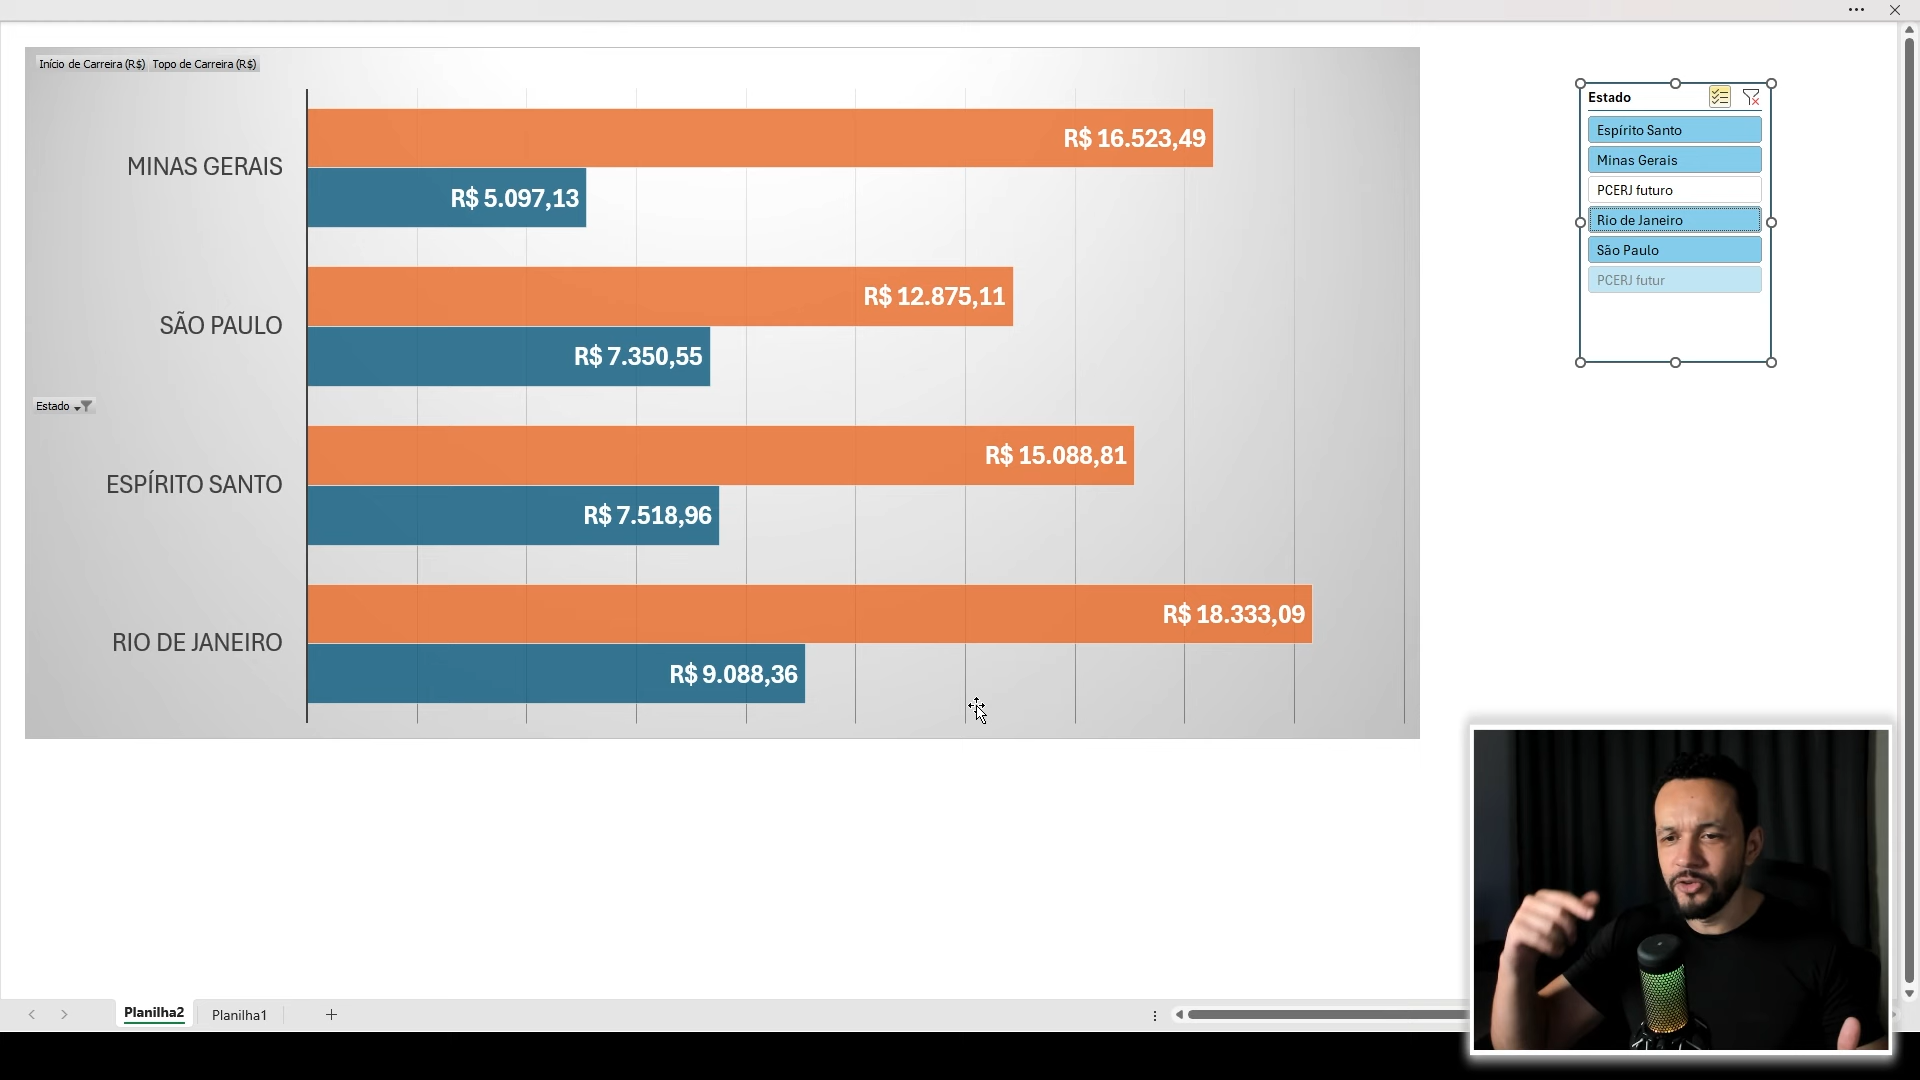 Início de Carreira (R$) Topo de Carreira (R$)
MINAS GERAIS
R$ 16.523,49
R$ 5.097,13
SÃO PAULO
R$ 12.875,11
R$ 7.350,55
Estado
ESPÍRITO SANTO
R$ 15.088,81
R$ 7.518,96
RIO DE JANEIRO
R$ 18.333,09
R$ 9.088,36
Estado
Espírito Santo
Minas Gerais
PCERJ futuro
Rio de Janeiro
São Paulo
PCERJ futur
Planilha2
Planilha1